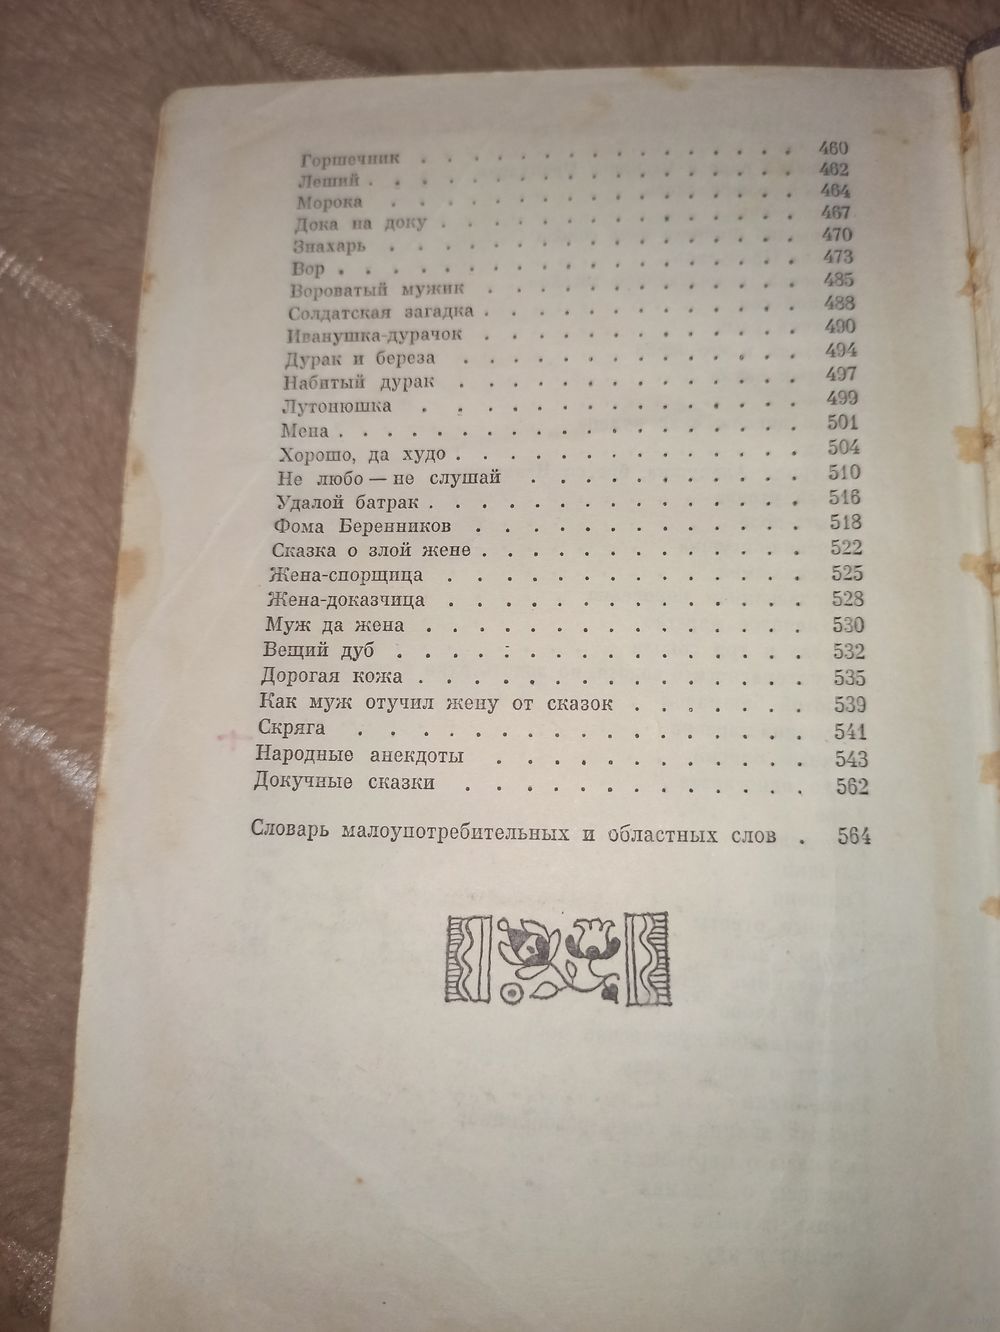 Горшечник . . . . . . . . . . . . . . . 460
Леший . . . . . . . . . . . . . . . . . 462
Морока . . . . . . . . . . . . . . . . 464
Дока на доку . . . . . . . . . . . . . . 467
Знахарь . . . . . . . . . . . . . . . . 470
Вор . . . . . . . . . . . . . . . . . . 473
Вороватый мужик . . . . . . . . . . . . . 485
Солдатская загадка . . . . . . . . . . . . . 488
Иванушка-дурачок . . . . . . . . . . . . . 490
Дурак и береза . . . . . . . . . . . . . . 494
Набитый дурак . . . . . . . . . . . . . . 497
Лутонюшка . . . . . . . . . . . . . . . 499
Мена . . . . . . . . . . . . . . . . . . 501
Хорошо, да худо . . . . . . . . . . . . . . 504
Не любо — не слушай . . . . . . . . . . . 510
Удалой батрак . . . . . . . . . . . . . . . 516
Фома Беренников . . . . . . . . . . . . . 518
Сказка о злой жене . . . . . . . . . . . . . 522
Жена-спорщица . . . . . . . . . . . . . . 525
Жена-доказчица . . . . . . . . . . . . . . 528
Муж да жена . . . . . . . . . . . . . . . 530
Вещий дуб . . . . . . . . . . . . . . . . 532
Дорогая кожа . . . . . . . . . . . . . . . 535
Как муж отучил жену от сказок . . . . . . . 539
Скряга . . . . . . . . . . . . . . . . . 541
Народные анекдоты . . . . . . . . . . . . 543
Докучные сказки . . . . . . . . . . . . . 562
Словарь малоупотребительных и областных слов . 564